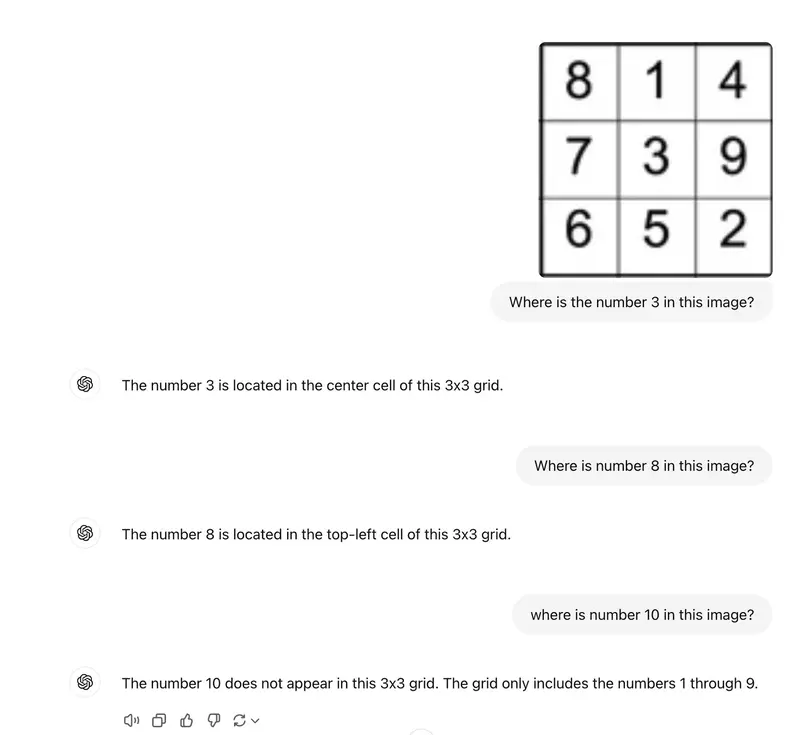 8 1 4
7 3 9
6 5 2
Where is the number 3 in this image?
The number 3 is located in the center cell of this 3x3 grid.
Where is number 8 in this image?
The number 8 is located in the top-left cell of this 3x3 grid.
where is number 10 in this image?
The number 10 does not appear in this 3x3 grid. The grid only includes the numbers 1 through 9.